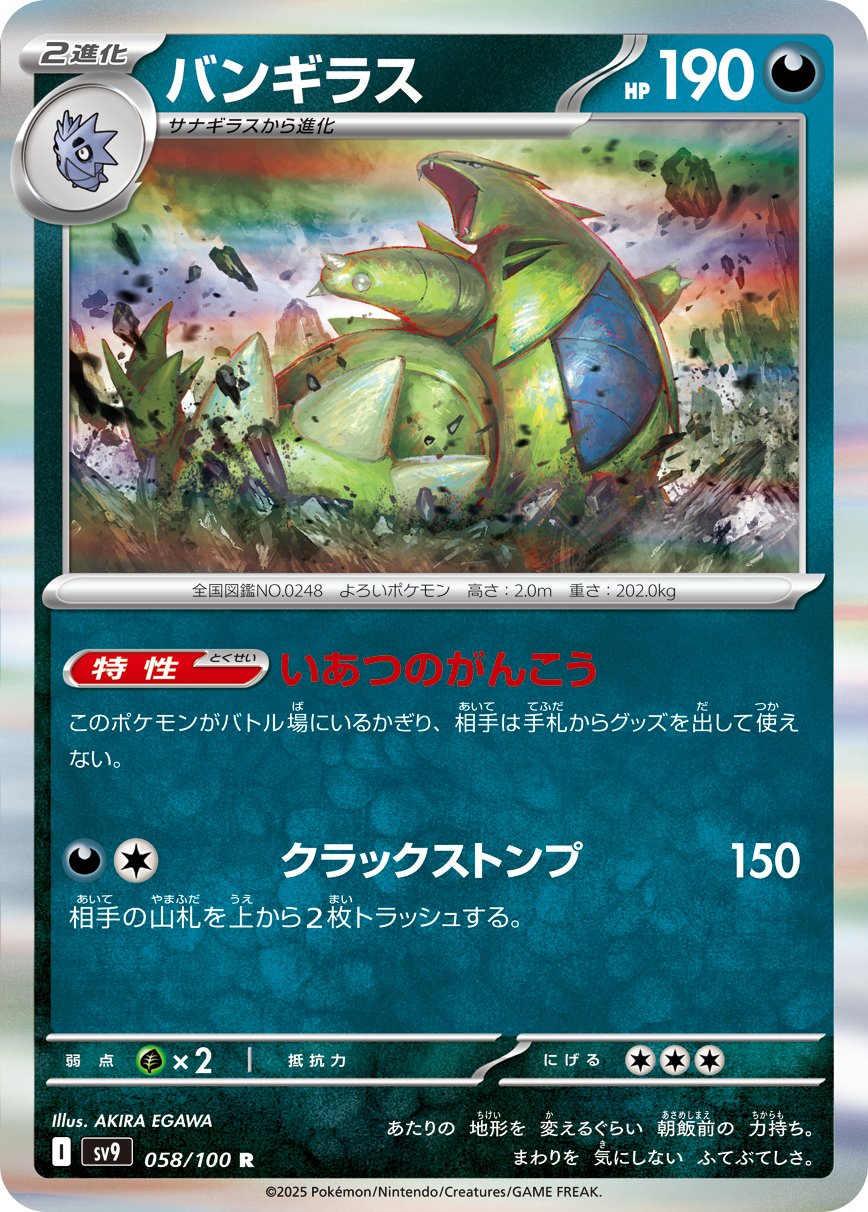 2進化
バンギラス
HP 190
サナギラスから進化
全国図鑑NO.0248 よろいポケモン 高さ:2.0m 重さ:202.0kg
特性 とくせい いあつのがんこう
このポケモンがバトル場にいるかぎり、相手は手札からグッズを出して使え
ない。
クラックストンプ 150
相手の山札を上から2枚トラッシュする。
弱点 ×2 抵抗力 にげる
Illus. AKIRA EGAWA
あたりの 地形を 変えるぐらい 朝飯前の 力持ち。
まわりを 気にしない ふてぶてしさ。
I sv9 058/100 R
©2025 Pokémon/Nintendo/Creatures/GAME FREAK.